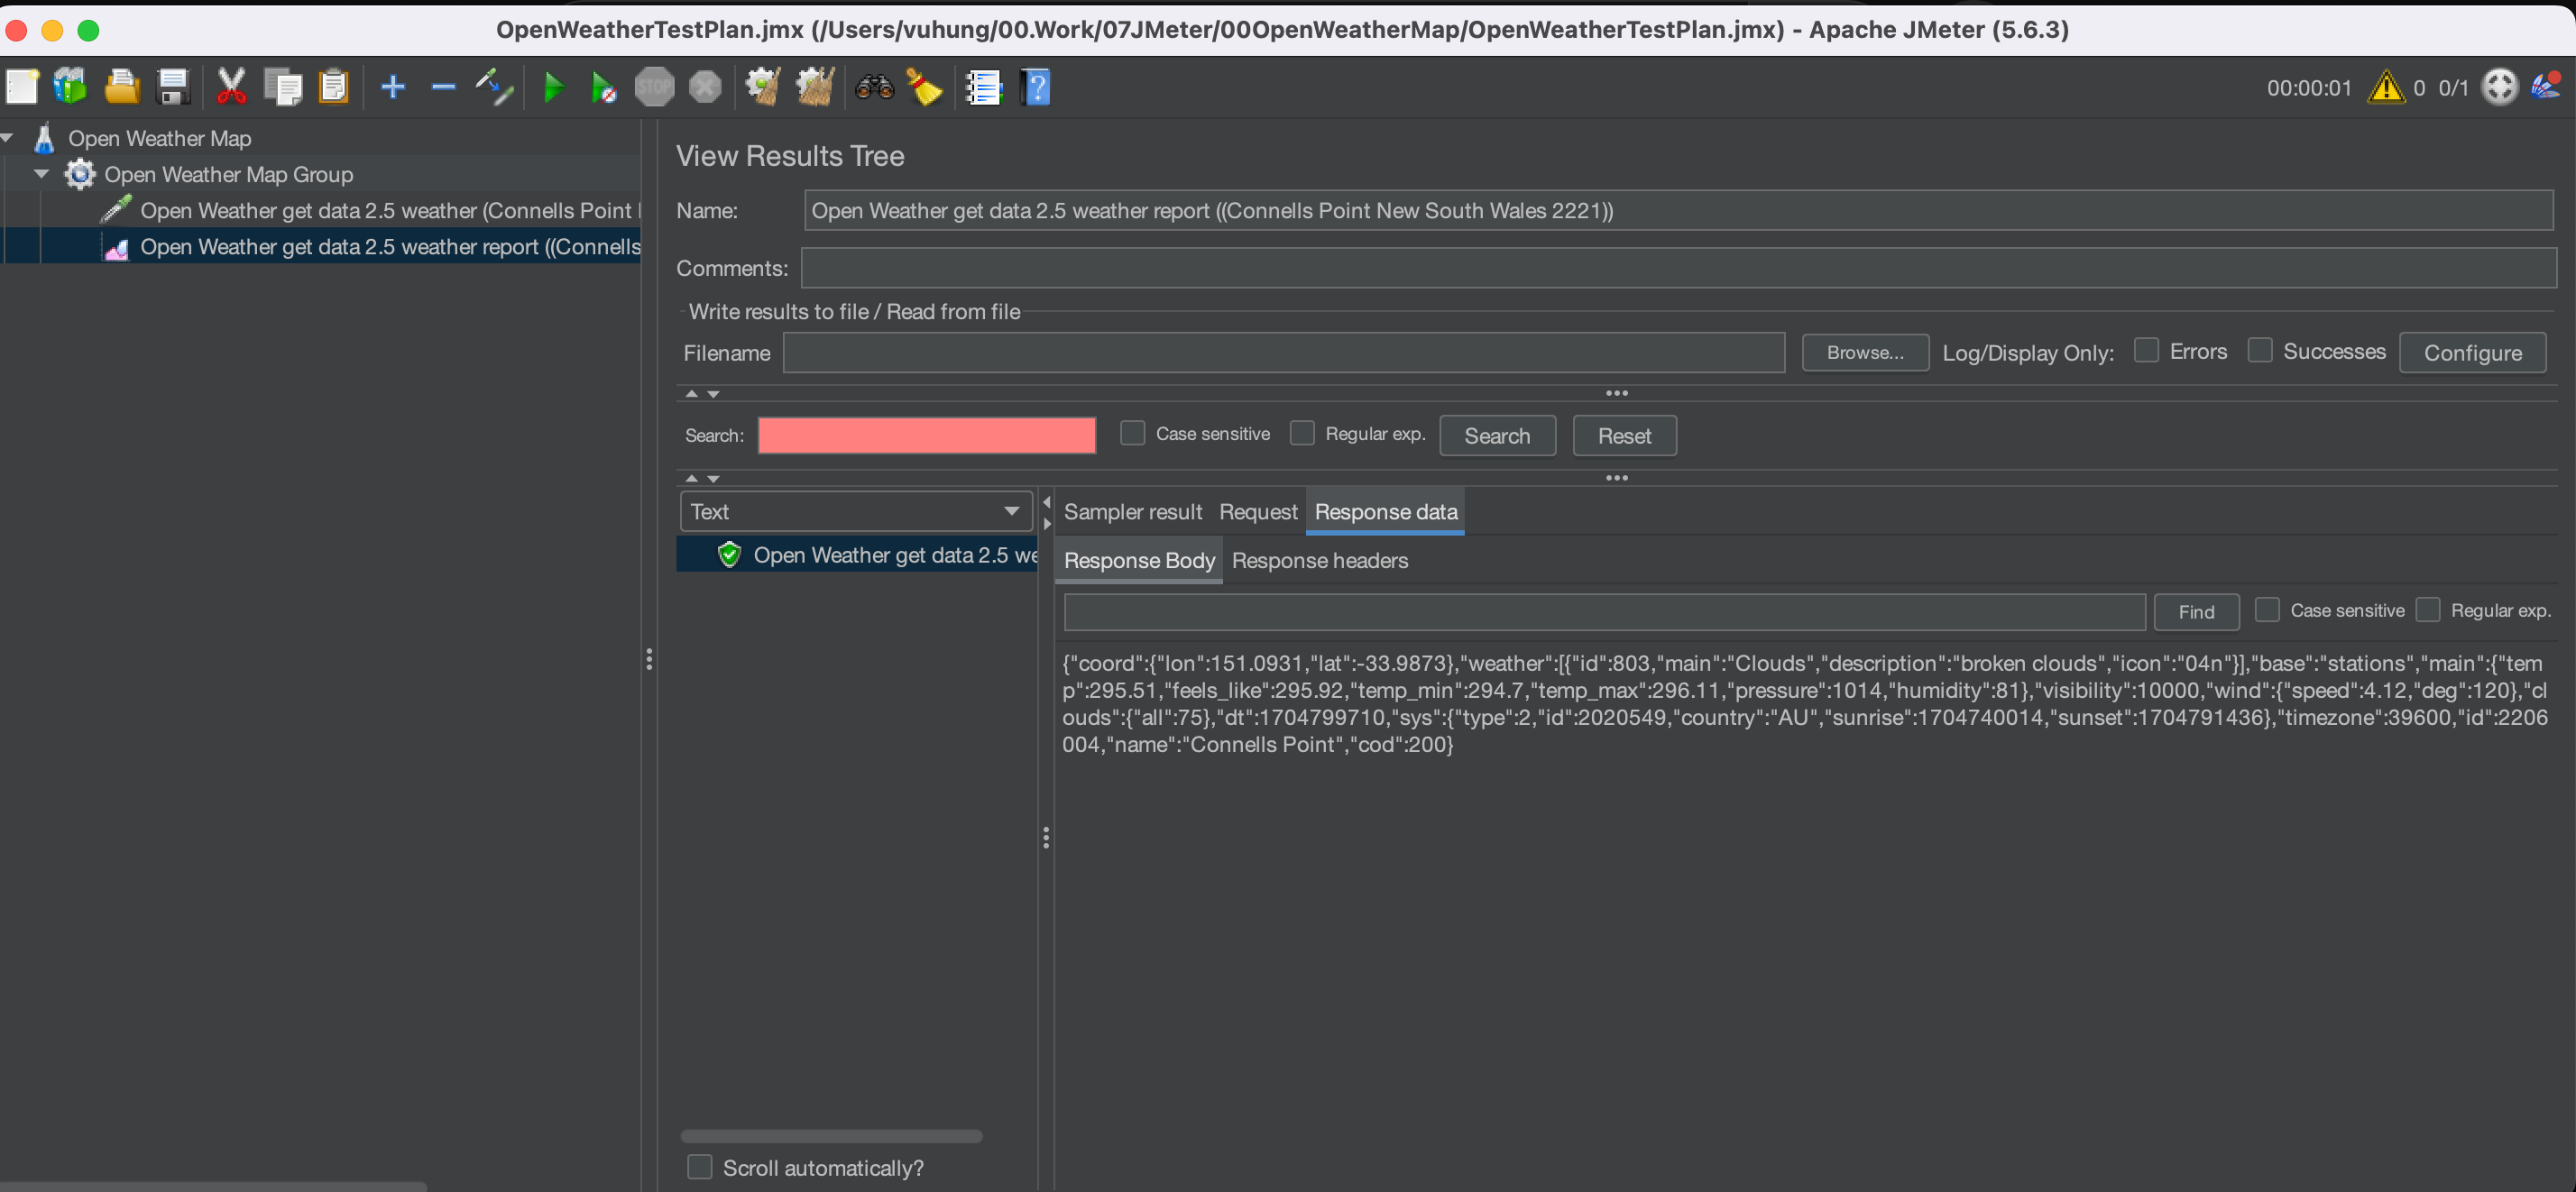 OpenWeatherTestPlan.jmx (/Users/vuhung/00.Work/07JMeter/00OpenWeatherMap/OpenWeatherTestPlan.jmx) - Apache JMeter (5.6.3)
STOP
00:00:01 0 0/1
Open Weather Map
Open Weather Map Group
Open Weather get data 2.5 weather (Connells Point
Open Weather get data 2.5 weather report ((Connells
View Results Tree
Name: Open Weather get data 2.5 weather report ((Connells Point New South Wales 2221))
Comments:
Write results to file / Read from file
Filename Browse... Log/Display Only: Errors Successes Configure
Search: Case sensitive Regular exp. Search Reset
Text
Open Weather get data 2.5 we
Scroll automatically?
Sampler result Request Response data
Response Body Response headers
Find Case sensitive Regular exp.
{"coord":{"lon":151.0931,"lat":-33.9873},"weather":[{"id":803,"main":"Clouds","description":"broken clouds","icon":"04n"}],"base":"stations","main":{"tem
p":295.51,"feels_like":295.92,"temp_min":294.7,"temp_max":296.11,"pressure":1014,"humidity":81},"visibility":10000,"wind":{"speed":4.12,"deg":120},"cl
ouds":{"all":75},"dt":1704799710,"sys":{"type":2,"id":2020549,"country":"AU","sunrise":1704740014,"sunset":1704791436},"timezone":39600,"id":2206
004,"name":"Connells Point","cod":200}